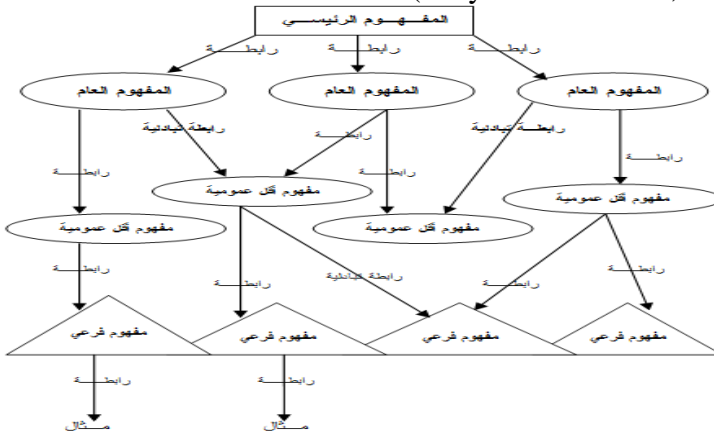 المفهوم الرئيسي
رابطة
رابطة
رابطة
المفهوم العام
المفهوم العام
المفهوم العام
رابطة تبادلية
رابطة
رابطة تبادلية
رابطة
رابطة
رابطة
مفهوم أقل عمومية
مفهوم أقل عمومية
مفهوم أقل عمومية
مفهوم أقل عمومية
رابطة
رابطة
رابطة تبادلية
رابطة
رابطة
مفهوم فرعي
مفهوم فرعي
مفهوم فرعي
مفهوم فرعي
رابطة
رابطة
مثال
مثال